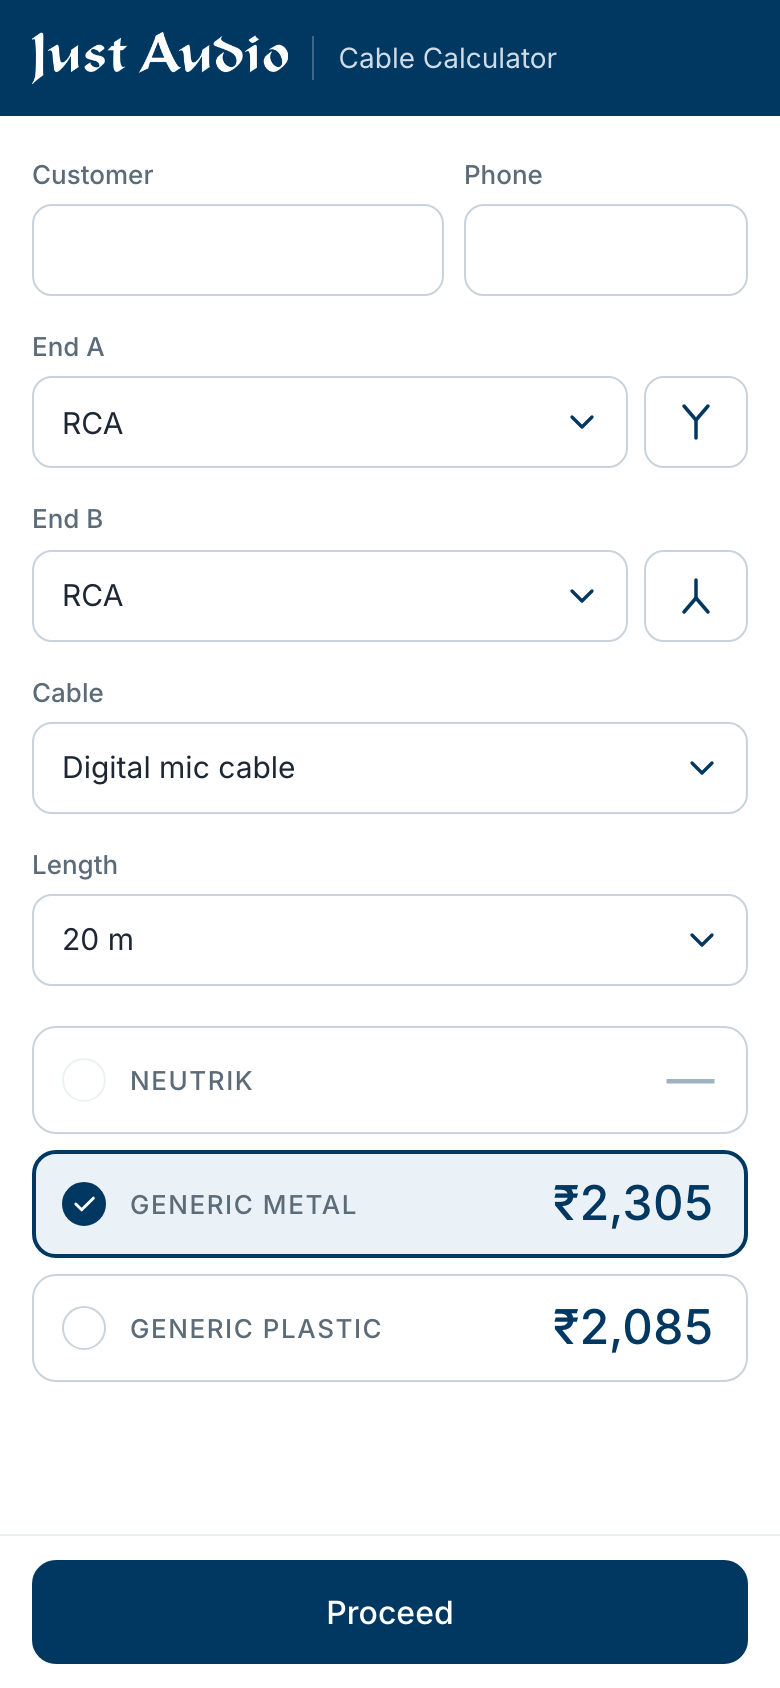 Just Audio
Cable Calculator
Customer
Phone
End A
RCA
End B
RCA
Cable
Digital mic cable
Length
20 m
NEUTRIK —
GENERIC METAL ₹2,305
GENERIC PLASTIC ₹2,085
Proceed